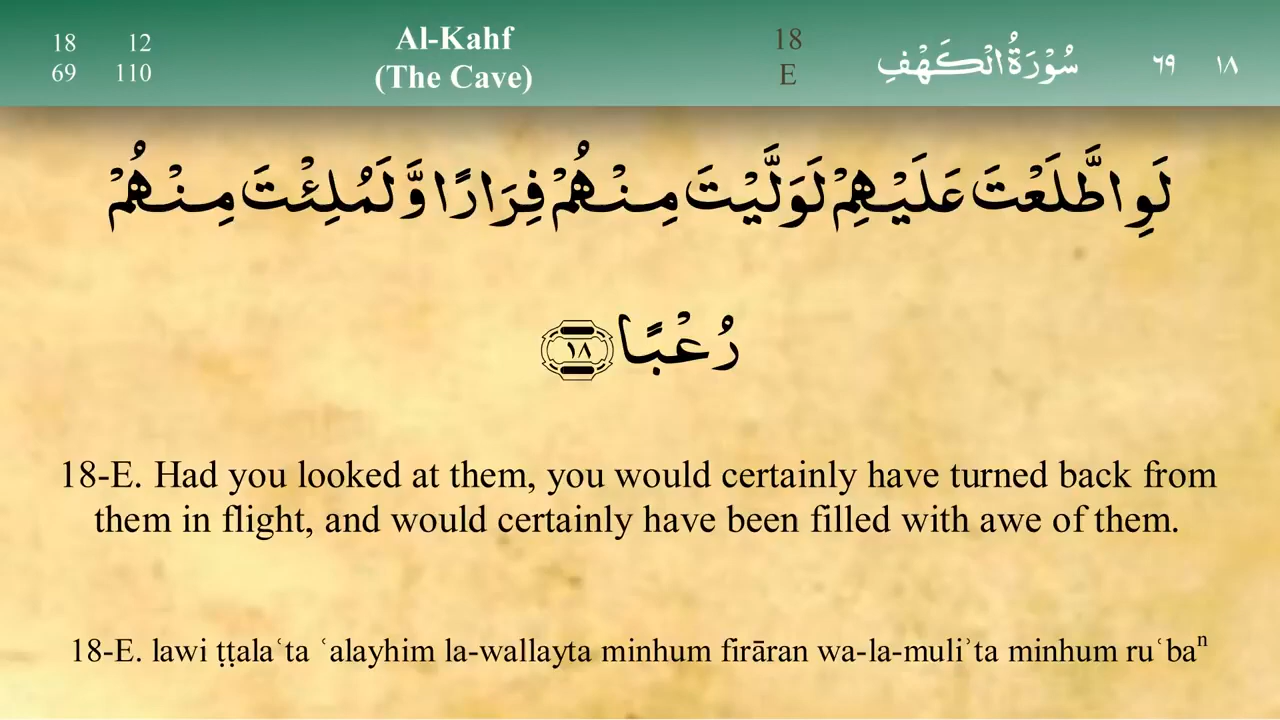 18 12 Al-Kahf 18 سُوْرَةُ الْكَهْفِ ٦٩ ١٨
69 110 (The Cave) E
لَوِ اطَّلَعْتَ عَلَيْهِمْ لَوَلَّيْتَ مِنْهُمْ فِرَارًا وَّلَمُلِئْتَ مِنْهُمْ
رُعْبًا ١٨
18-E. Had you looked at them, you would certainly have turned back from
them in flight, and would certainly have been filled with awe of them.
18-E. lawi ṭṭalaʿta ʿalayhim la-wallayta minhum firāran wa-la-muliʾta minhum ruʿbaⁿ